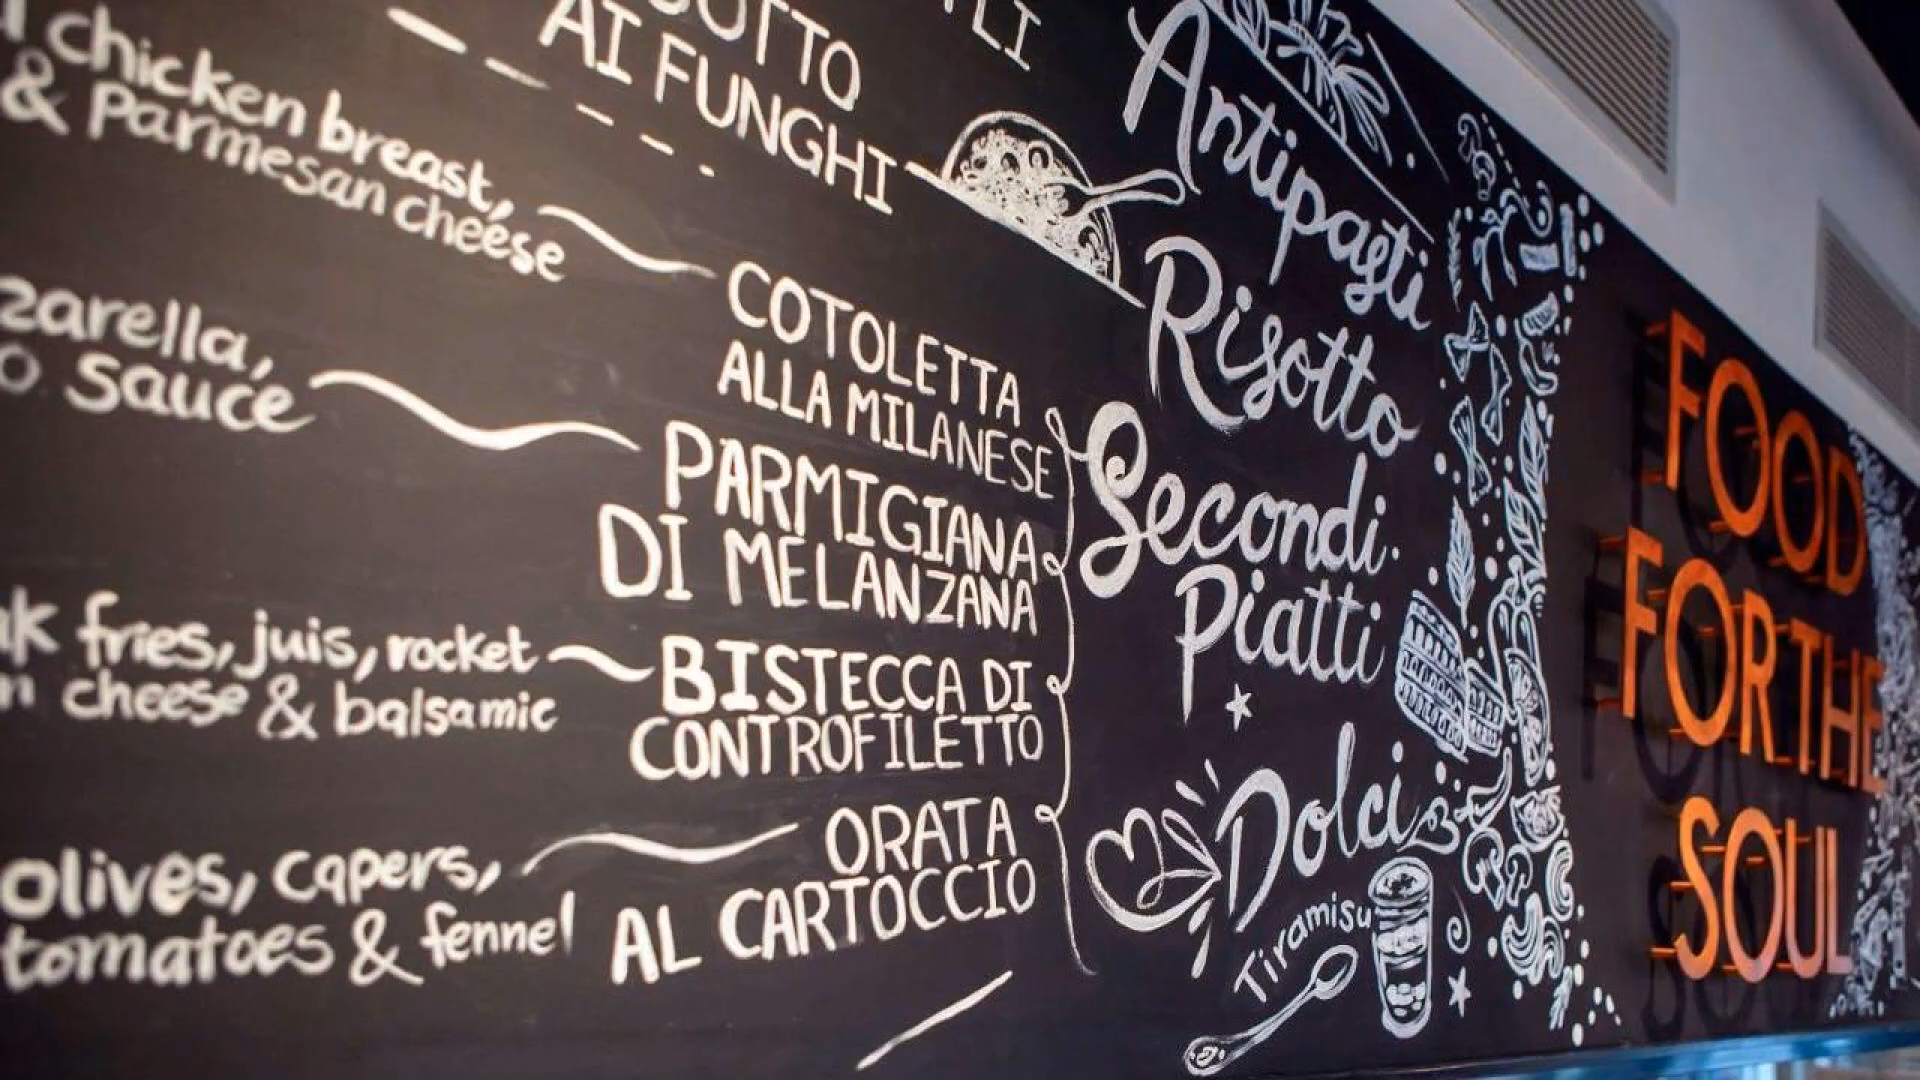 chicken breast,
& Parmesan cheese
zarella,
sauce
fries, juis, rocket
cheese & balsamic
olives, capers,
tomatoes & fennel
AI FUNGHI
COTOLETTA
ALLA MILANESE
PARMIGIANA
DI MELANZANA
BISTECCA DI
CONTROFILETTO
ORATA
AL CARTOCCIO
Antipasti
Risotto
Secondi
Piatti
Dolci
Tiramisu
FOOD
FOR THE
SOUL